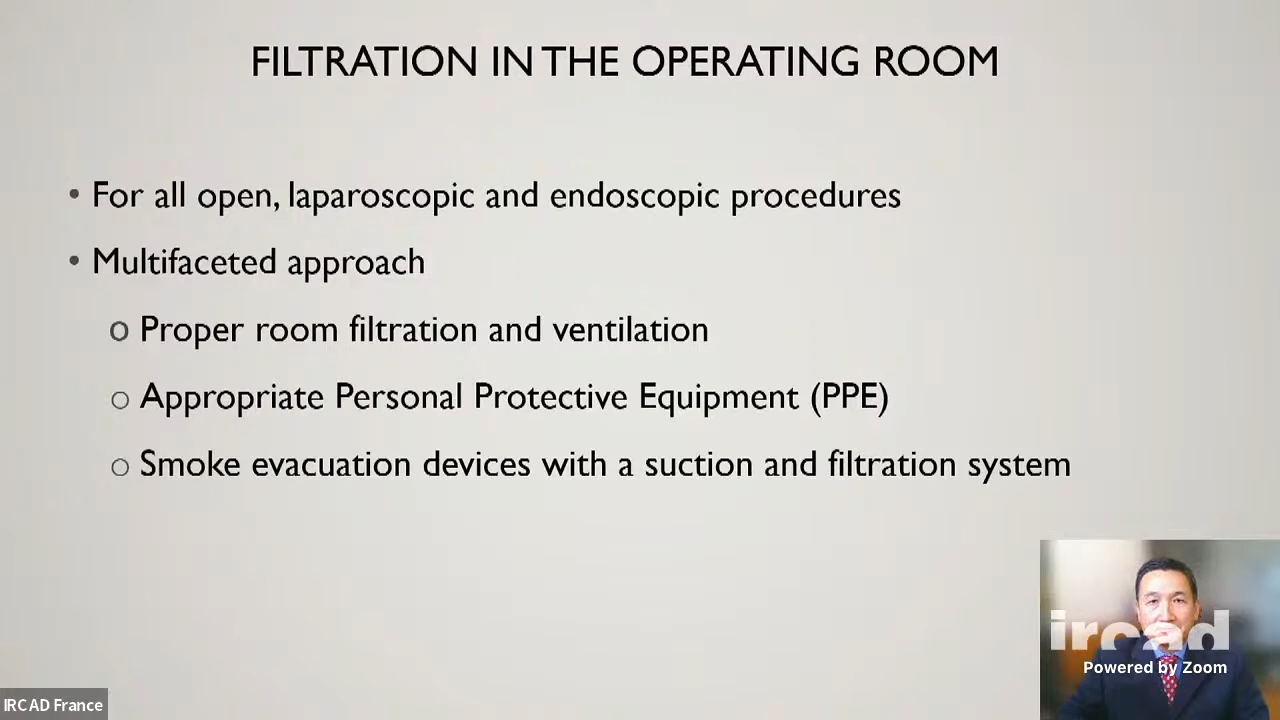 FILTRATION IN THE OPERATING ROOM
• For all open, laparoscopic and endoscopic procedures
• Multifaceted approach
o Proper room filtration and ventilation
o Appropriate Personal Protective Equipment (PPE)
o Smoke evacuation devices with a suction and filtration system
ircad
Powered by Zoom
IRCAD France